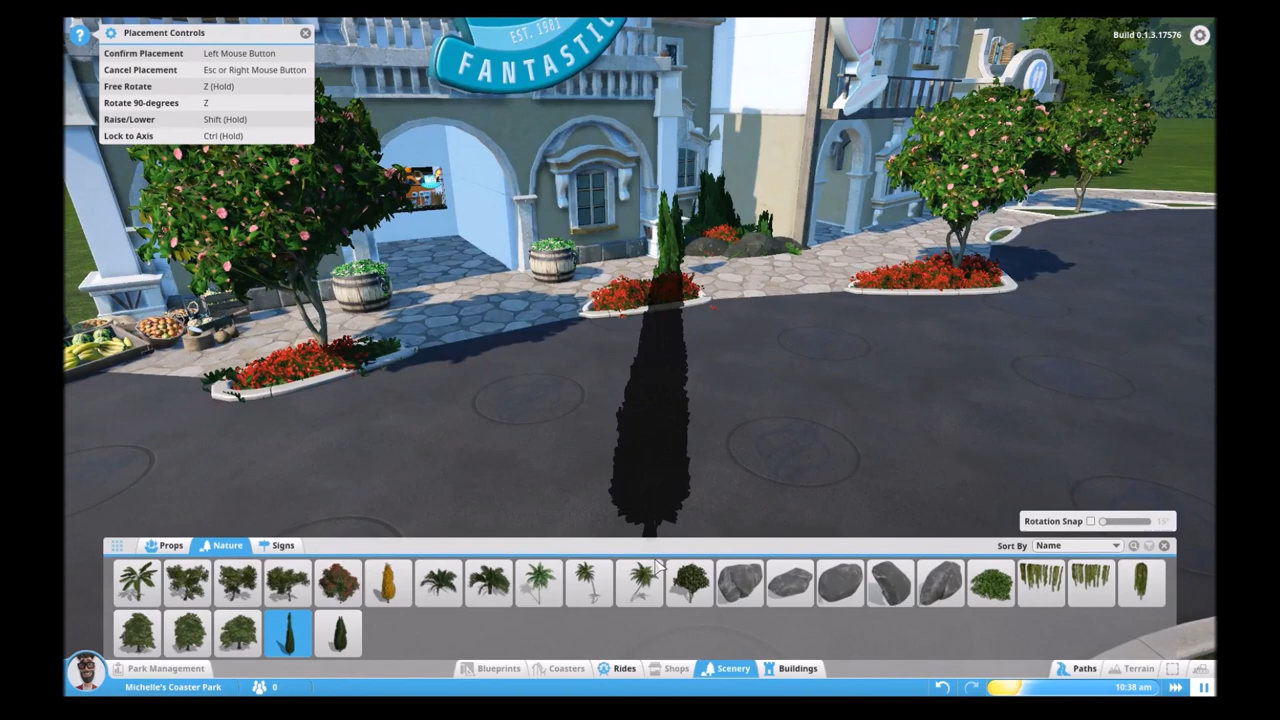 ?
Placement Controls
Confirm Placement Left Mouse Button
Cancel Placement Esc or Right Mouse Button
Free Rotate Z (Hold)
Rotate 90-degrees Z
Raise/Lower Shift (Hold)
Lock to Axis Ctrl (Hold)
EST. 1981
FANTASTIC
Build 0.1.3.17576
Rotation Snap 15°
Props Nature Signs
Sort By Name
Park Management Blueprints Coasters Rides Shops Scenery Buildings Paths Terrain
Michelle's Coaster Park 0 10:38 am